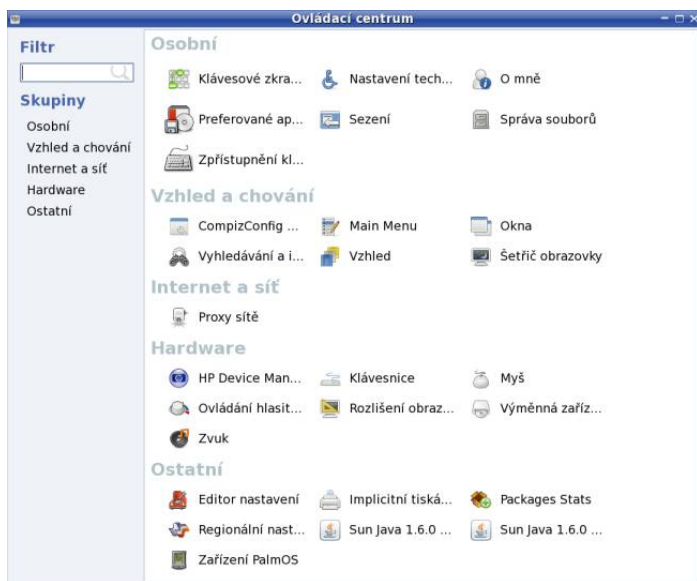 Ovládací centrum
Filtr
Skupiny
Osobní
Vzhled a chování
Internet a síť
Hardware
Ostatní
Osobní
Klávesové zkra... Nastavení tech... O mně
Preferované ap... Sezení Správa souborů
Zpřístupnění kl...
Vzhled a chování
CompizConfig ... Main Menu Okna
Vyhledávání a i... Vzhled Šetřič obrazovky
Internet a síť
Proxy sítě
Hardware
HP Device Man... Klávesnice Myš
Ovládání hlasit... Rozlišení obraz... Výměnná zaříz...
Zvuk
Ostatní
Editor nastavení Implicitní tiská... Packages Stats
Regionální nast... Sun Java 1.6.0 ... Sun Java 1.6.0 ...
Zařízení PalmOS